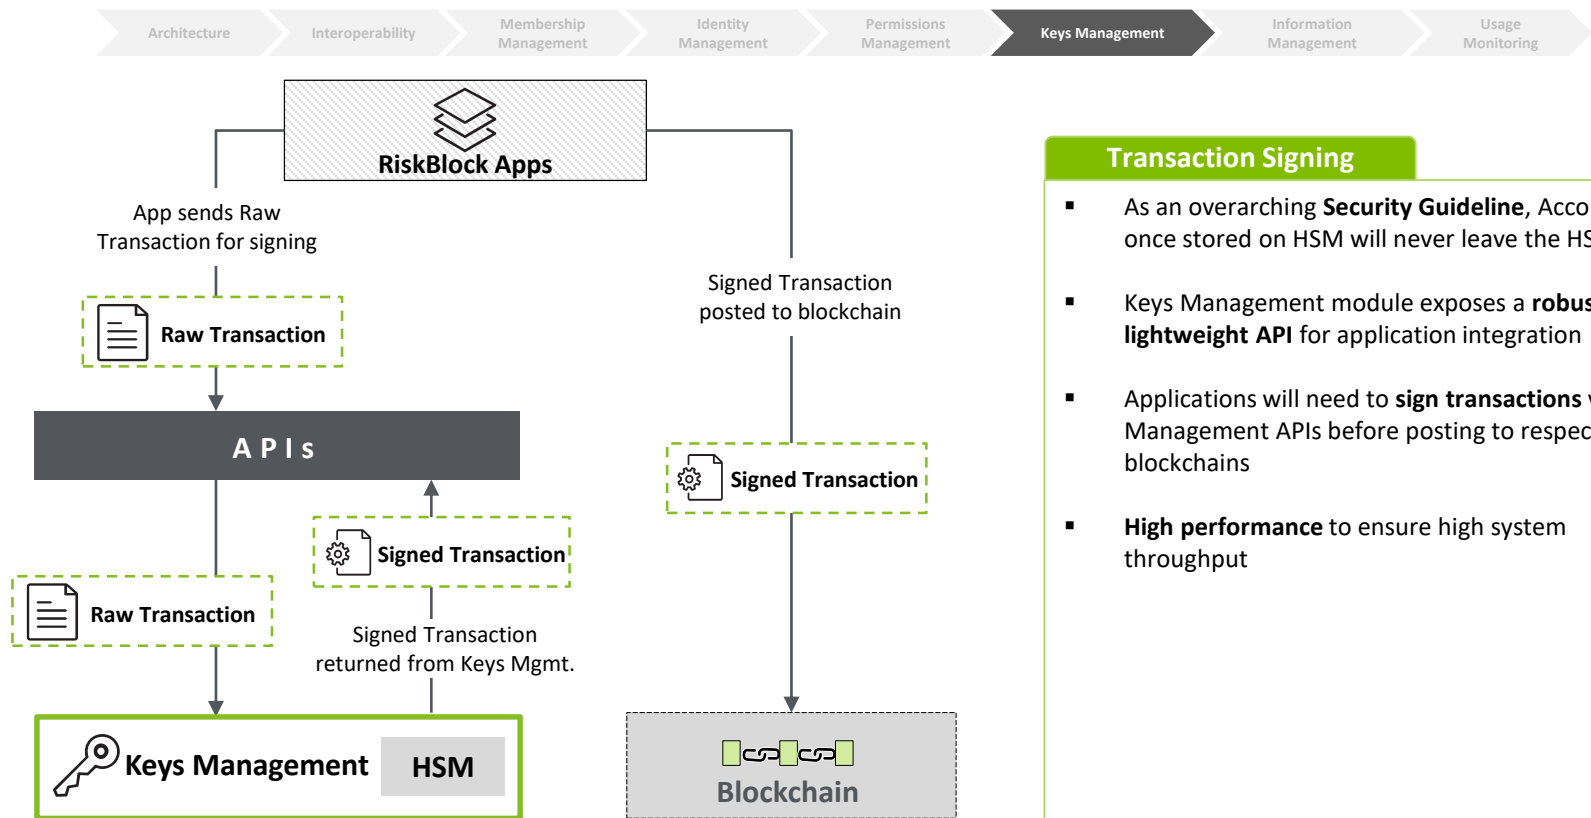 Architecture
Interoperability
Membership
Management
Identity
Management
Permissions
Management
Keys Management
Information
Management
Usage
Monitoring
RiskBlock Apps
App sends Raw
Transaction for signing
Raw Transaction
APIs
Signed Transaction
Raw Transaction
Signed Transaction
returned from Keys Mgmt.
Keys Management
HSM
Signed Transaction
posted to blockchain
Signed Transaction
Blockchain
Transaction Signing
▪ As an overarching Security Guideline,
once stored on HSM will never leave the
▪ Keys Management module exposes a
lightweight API for application integration
▪ Applications will need to sign transactions
Management APIs before posting to
blockchains
▪ High performance to ensure high system
throughput